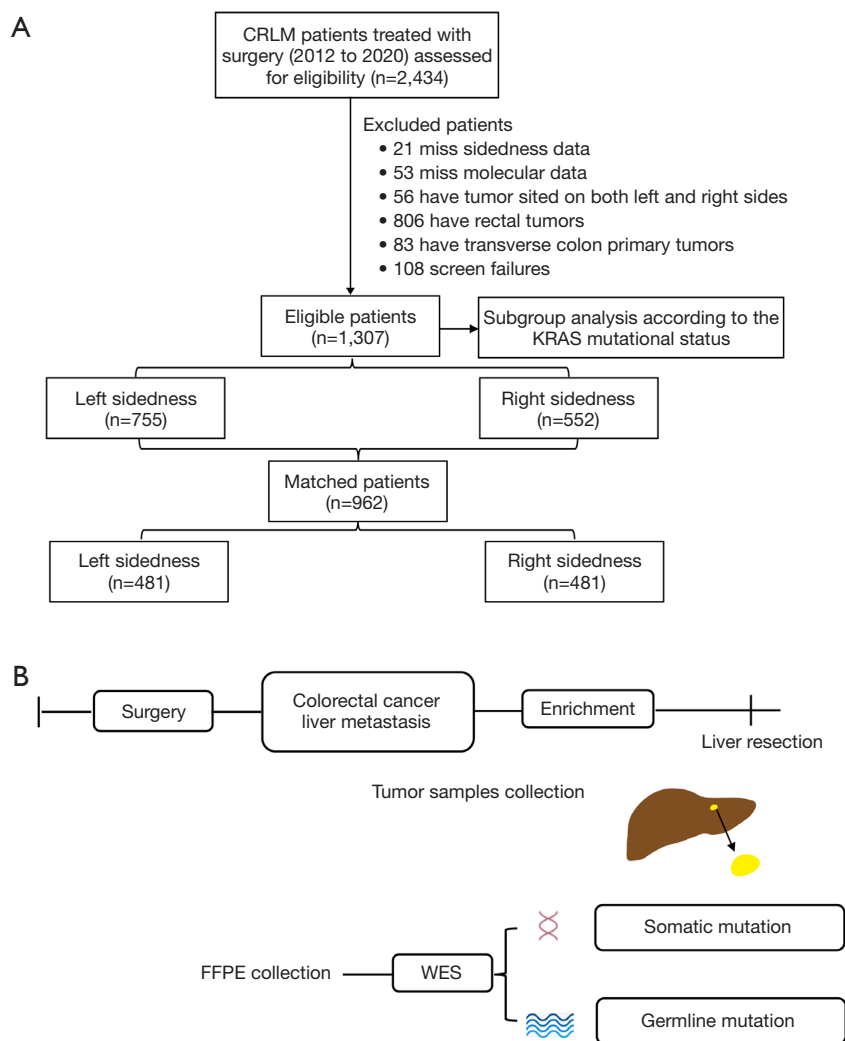 A
CRLM patients treated with
surgery (2012 to 2020) assessed
for eligibility (n=2,434)
Excluded patients
• 21 miss sidedness data
• 53 miss molecular data
• 56 have tumor sited on both left and right sides
• 806 have rectal tumors
• 83 have transverse colon primary tumors
• 108 screen failures
Eligible patients
(n=1,307)
Subgroup analysis according to the
KRAS mutational status
Left sidedness
(n=755)
Right sidedness
(n=552)
Matched patients
(n=962)
Left sidedness
(n=481)
Right sidedness
(n=481)
B
Surgery
Colorectal cancer
liver metastasis
Enrichment
Liver resection
Tumor samples collection
FFPE collection
WES
Somatic mutation
Germline mutation